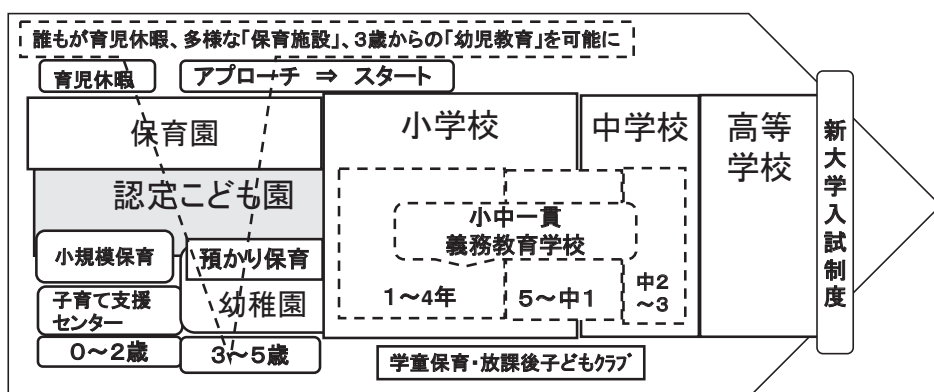 誰もが育児休暇、多様な「保育施設」、3歳からの「幼児教育」を可能に
育児休暇
アプローチ ⇒ スタート
保育園
認定こども園
小規模保育
預かり保育
幼稚園
子育て支援
センター
0～2歳
3～5歳
小学校
中学校
高等
学校
小中一貫
義務教育学校
1～4年
5～中1
中2
～3
学童保育・放課後子どもクラブ
新大学入試制度